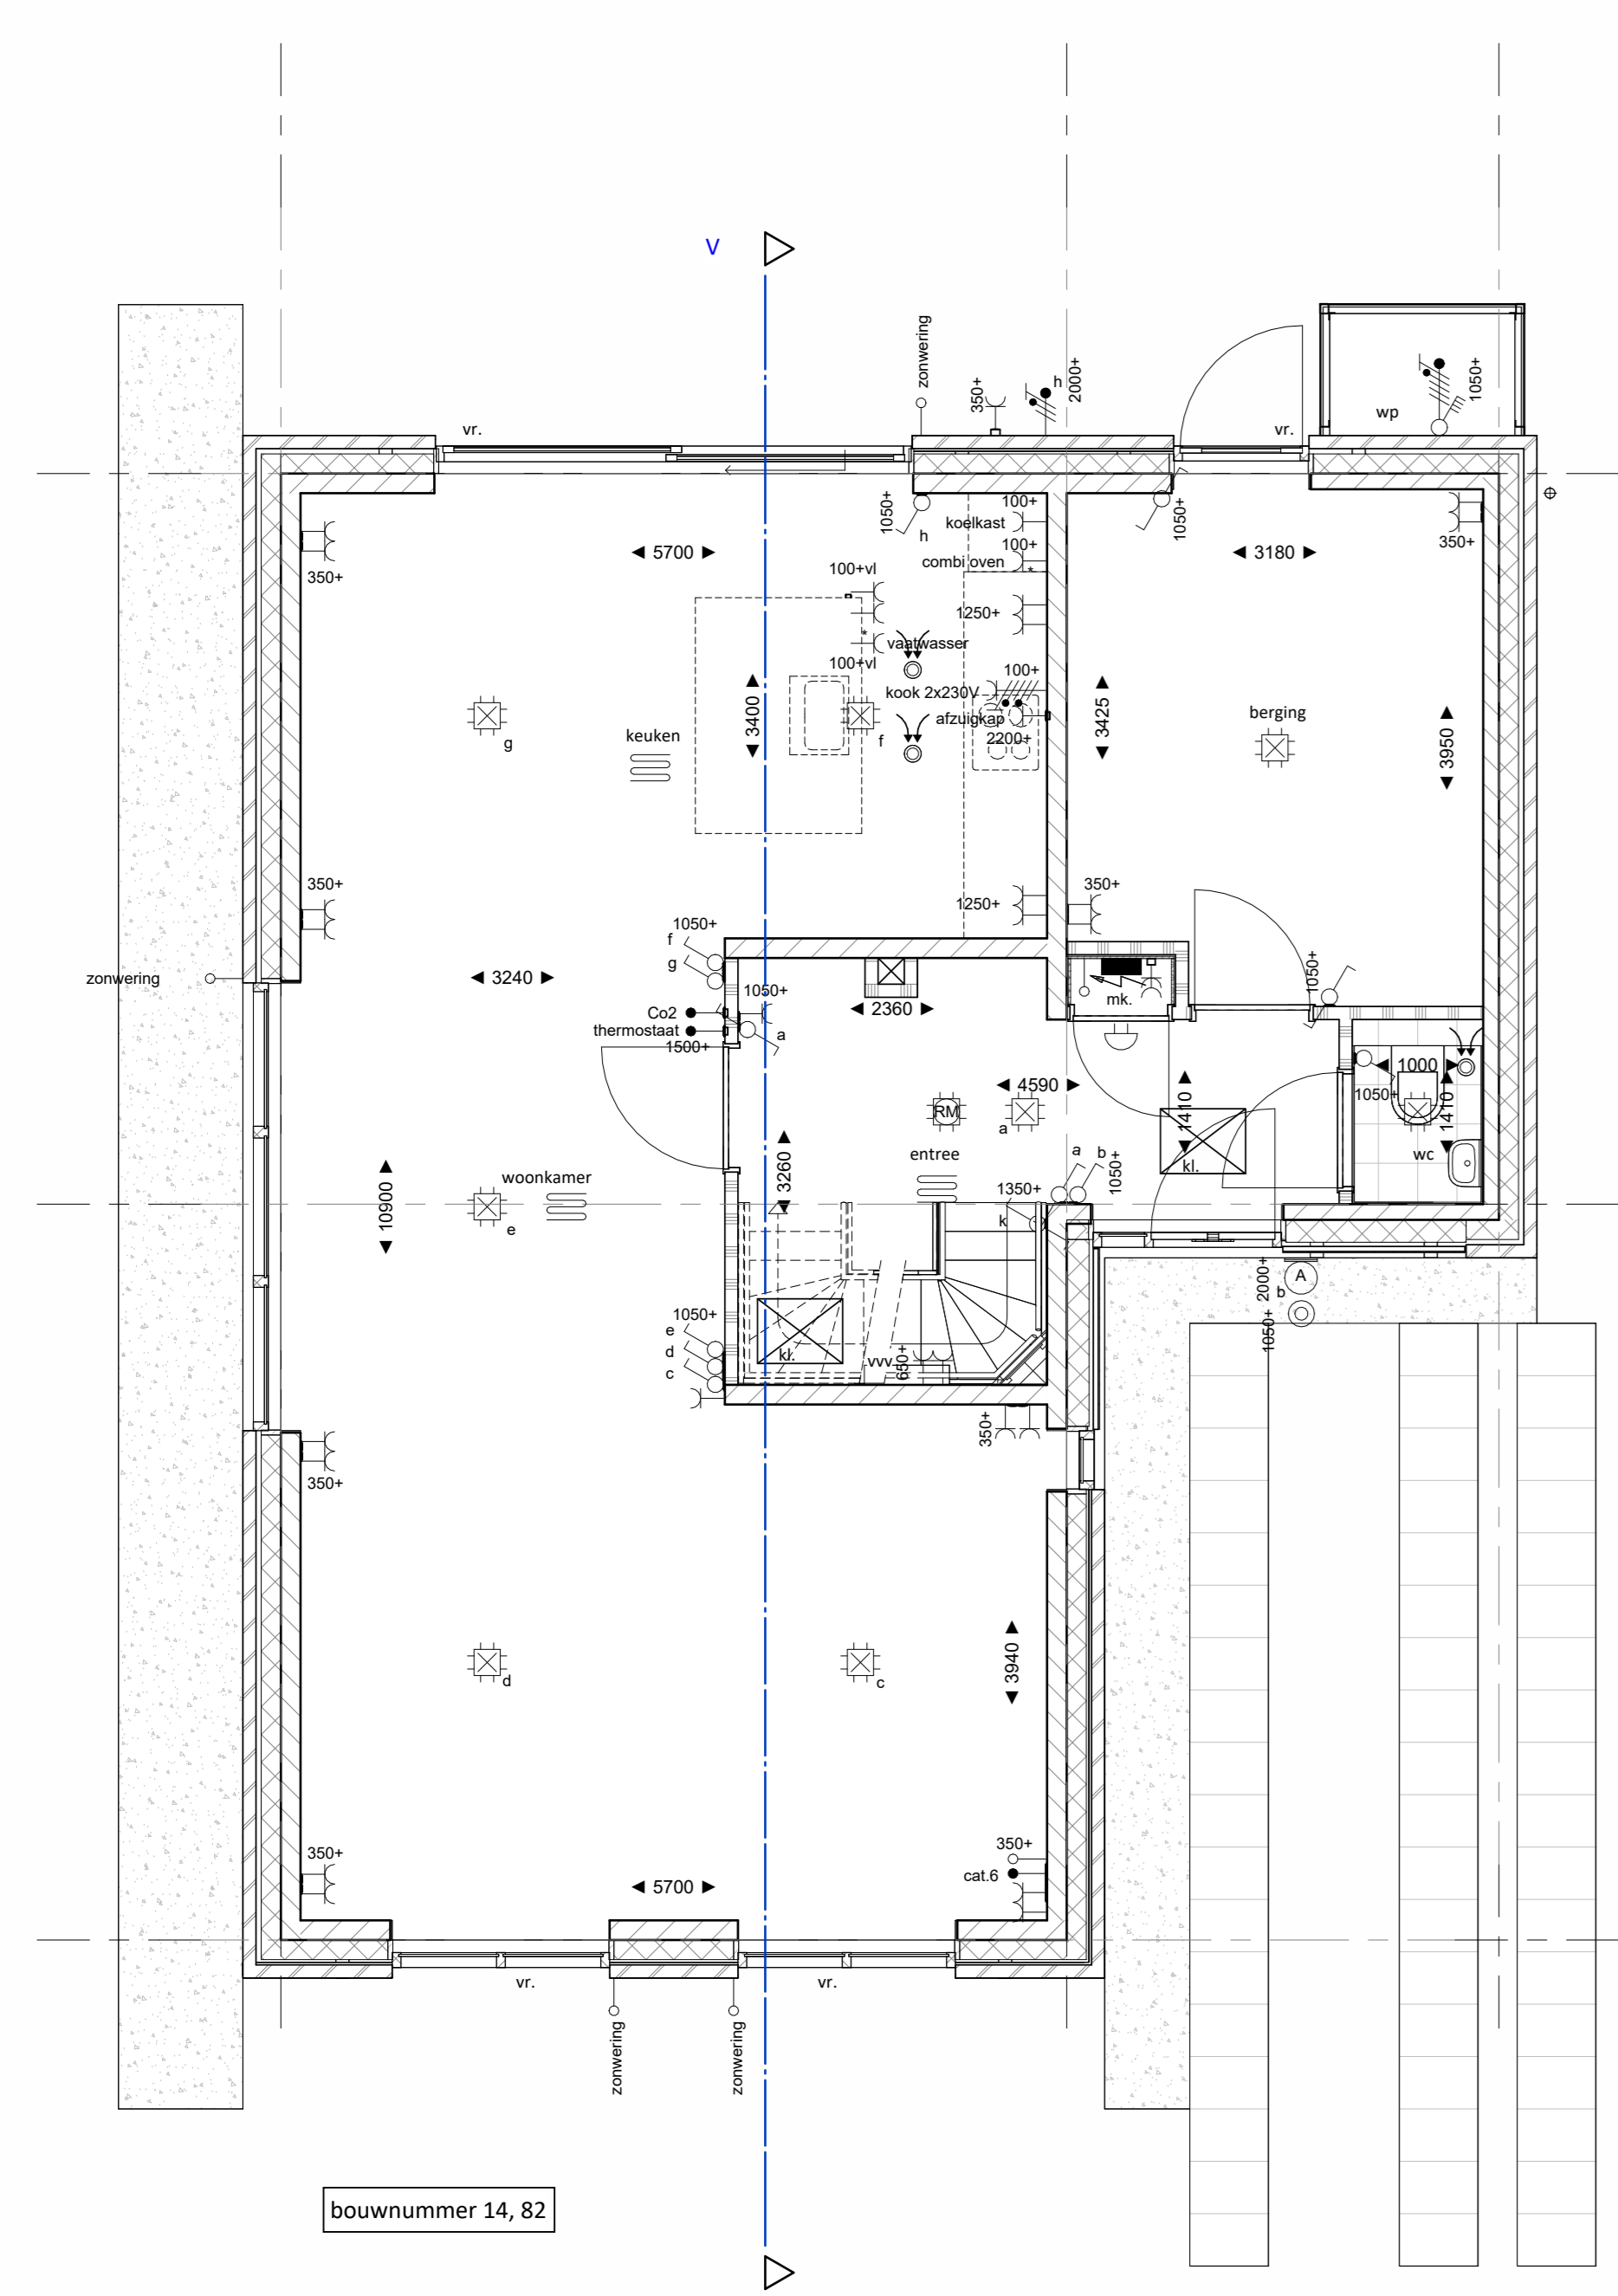 V
zonwering
350+
h
2000+
1050+
wp
vr.
vr.
1050+
h
100+
koelkast
100+
combi oven
*
1050+
350+
350+
◄ 5700 ►
◄ 3180 ►
100+vl
1250+
*
vaatwasser
100+vl
100+
kook 2x230V
afzuigkap
2200+
◄ 3400 ►
◄ 3425 ►
◄ 3950 ►
berging
keuken
g
f
350+
1250+
350+
1050+
f
g
zonwering
◄ 3240 ►
1050+
1050+
Co2
thermostaat
1500+
a
◄ 2360 ►
mk.
◄ 4590 ►
◄ 1000 ►
1050+
RM
a
◄ 1410 ►
◄ 1410 ►
◄ 3260 ►
entree
a
b
1050+
kl.
wc
woonkamer
◄ 10900 ►
e
1350+
k
2000+
A
b
1050+
1050+
e
d
c
kl.
vvv
650+
350+
350+
◄ 3940 ►
d
c
350+
350+
cat.6
◄ 5700 ►
vr.
vr.
zonwering
zonwering
bouwnummer 14, 82